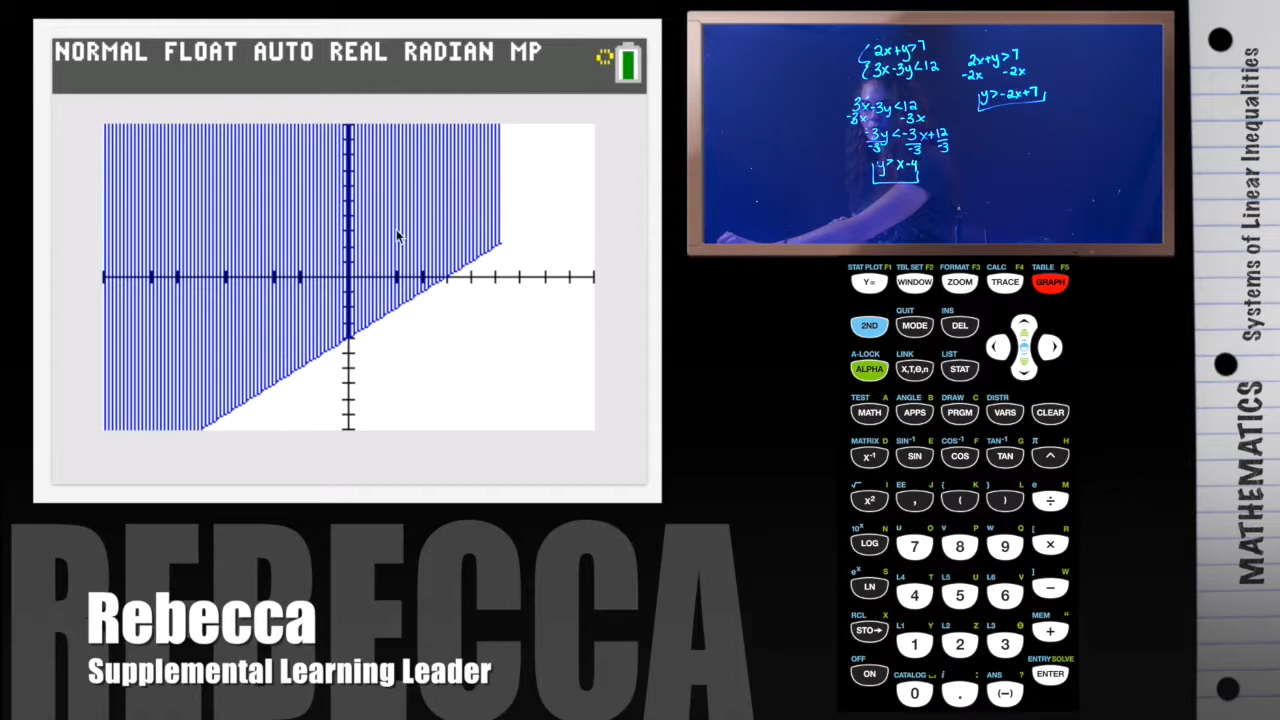 NORMAL FLOAT AUTO REAL RADIAN MP
2x+y>7
3x-3y<12
3x-3y<12
-3x -3x
-3y<-3x+12
-3 -3 -3
y>x-4
2x+y>7
-2x -2x
y>-2x+7
STAT PLOT F1 TBL SET F2 FORMAT F3 CALC F4 TABLE F5
Y= WINDOW ZOOM TRACE GRAPH
QUIT INS
2ND MODE DEL
A-LOCK LINK LIST
ALPHA X,T,Θ,n STAT
TEST A ANGLE B DRAW C DISTR
MATH APPS PRGM VARS CLEAR
MATRIX D SIN⁻¹ E COS⁻¹ F TAN⁻¹ G π H
x⁻¹ SIN COS TAN ^
√ I EE J { K } L e M
x² , ( ) ÷
10ˣ N u O v P w Q [ R
LOG 7 8 9 ×
eˣ S L4 T L5 U L6 V ] W
LN 4 5 6 −
RCL X L1 Y L2 Z L3 Θ MEM "
STO→ 1 2 3 +
OFF CATALOG ␣ i : ANS ? ENTRY SOLVE
ON 0 . (−) ENTER
Systems of Linear Inequalities
MATHEMATICS
REBECCA
Rebecca
Supplemental Learning Leader